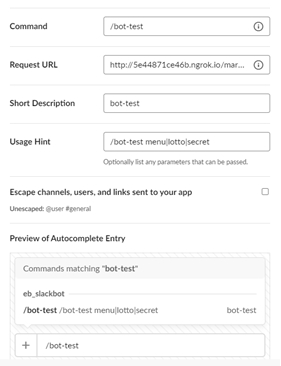 Command
/bot-test
Request URL
http://5e44871ce46b.ngrok.io/mar...
Short Description
bot-test
Usage Hint
/bot-test menu|lotto|secret
Optionally list any parameters that can be passed.
Escape channels, users, and links sent to your app
Unescaped: @user #general
Preview of Autocomplete Entry
Commands matching "bot-test"
eb_slackbot
/bot-test /bot-test menu|lotto|secret bot-test
/bot-test